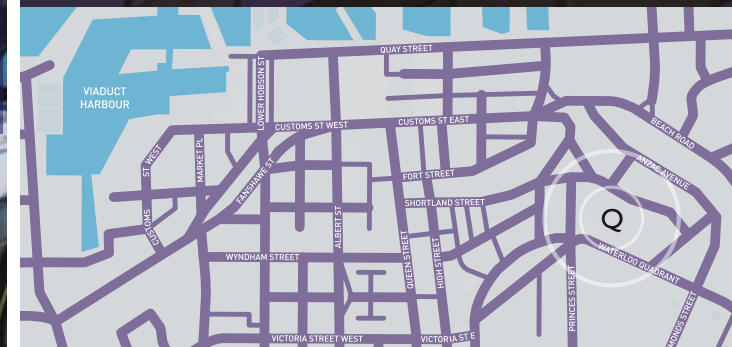 QUAY STREET
VIADUCT
HARBOUR
LOWER HOBSON ST
CUSTOMS ST WEST
CUSTOMS ST EAST
BEACH ROAD
ANZAC AVENUE
MARKET PL
ST WEST
CUSTOMS
FANSHAWE ST
FORT STREET
SHORTLAND STREET
ALBERT ST
QUEEN STREET
HIGH STREET
Q
WYNDHAM STREET
WATERLOO QUADRANT
PRINCES STREET
MONDS STREET
VICTORIA STREET WEST
VICTORIA ST E